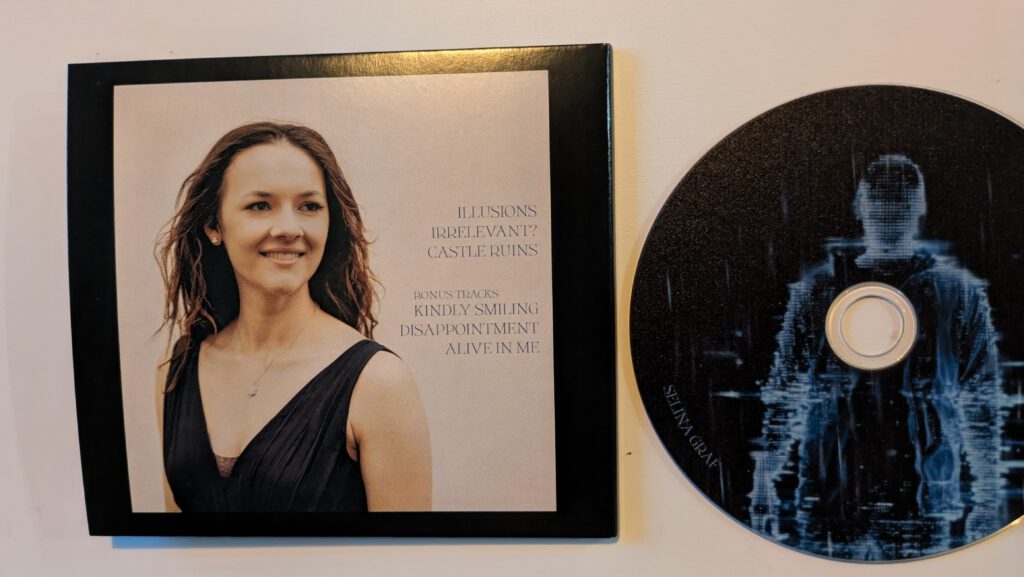 ILLUSIONS
IRRELEVANT?
CASTLE RUINS
BONUS TRACKS
KINDLY SMILING
DISAPPOINTMENT
ALIVE IN ME
SELINA GRAF